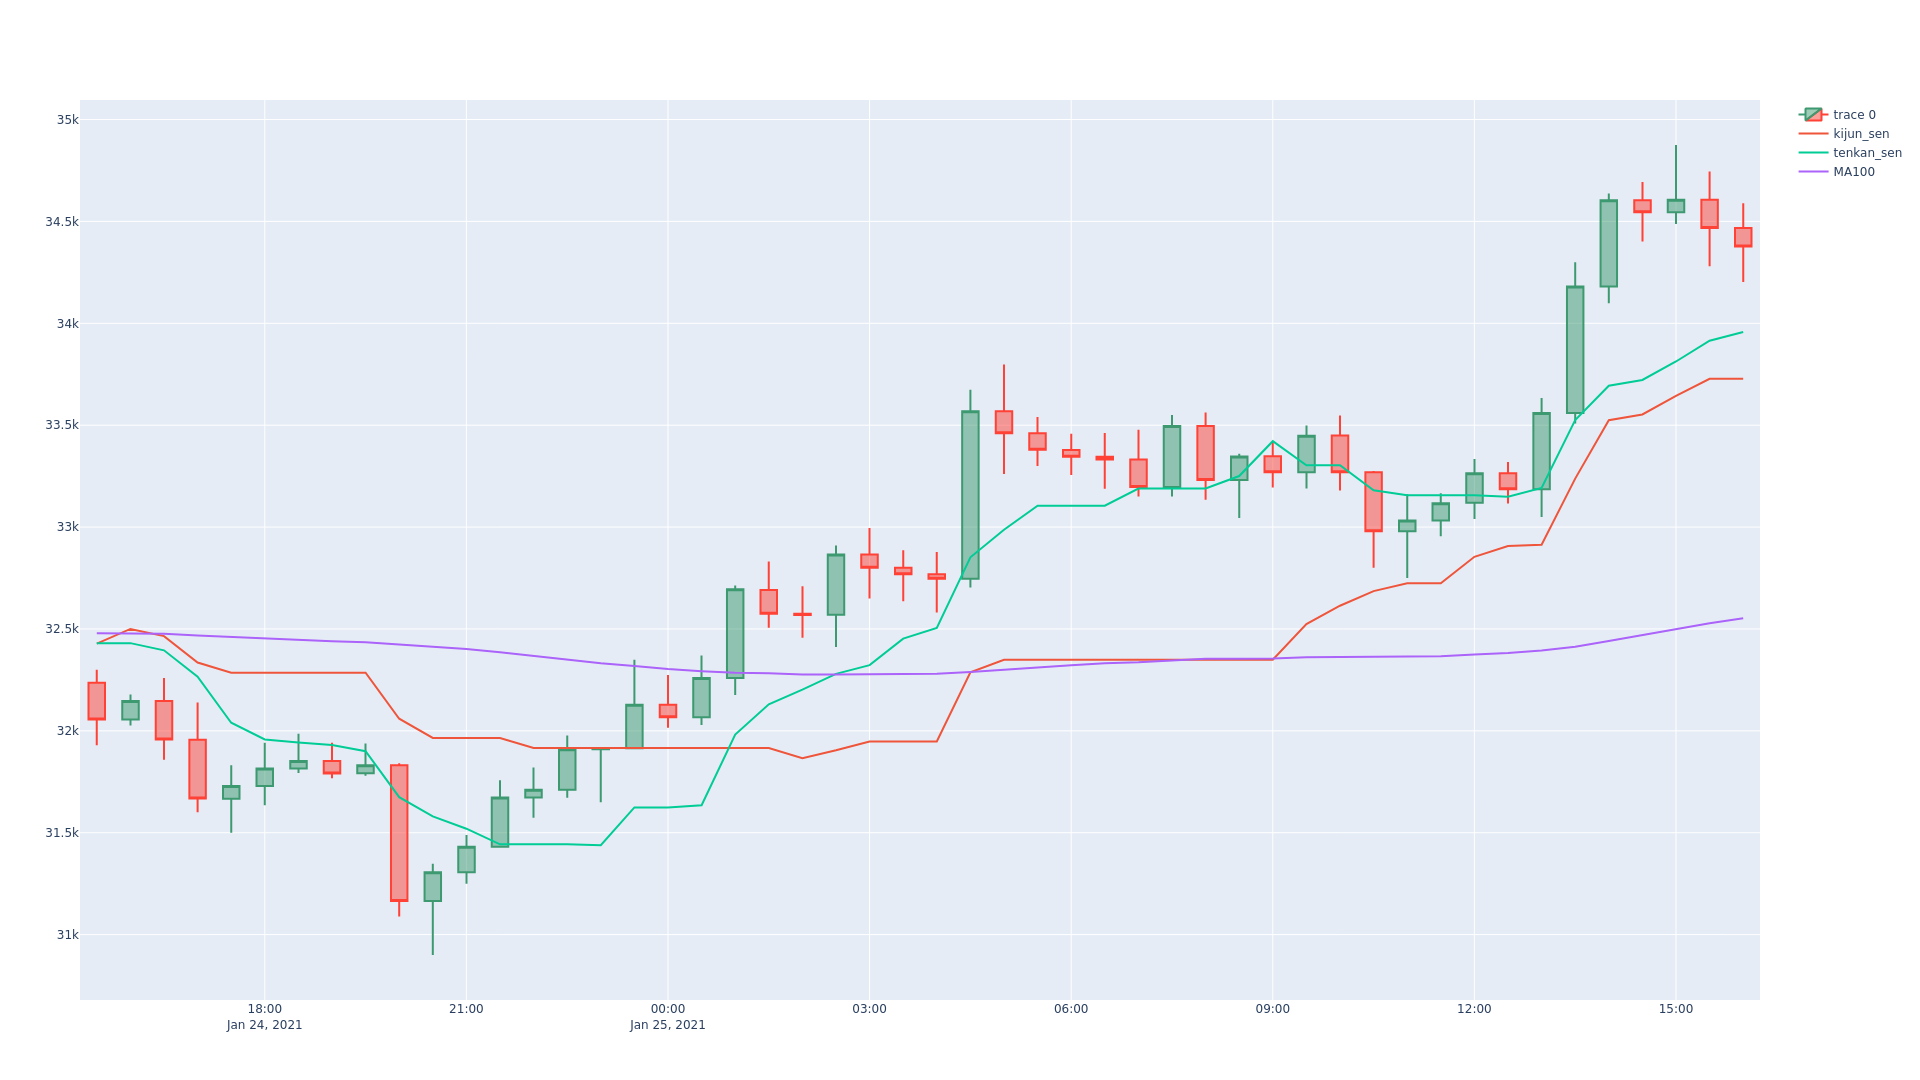 35k
34.5k
34k
33.5k
33k
32.5k
32k
31.5k
31k
18:00
Jan 24, 2021
21:00
00:00
Jan 25, 2021
03:00
06:00
09:00
12:00
15:00
trace 0
kijun_sen
tenkan_sen
MA100